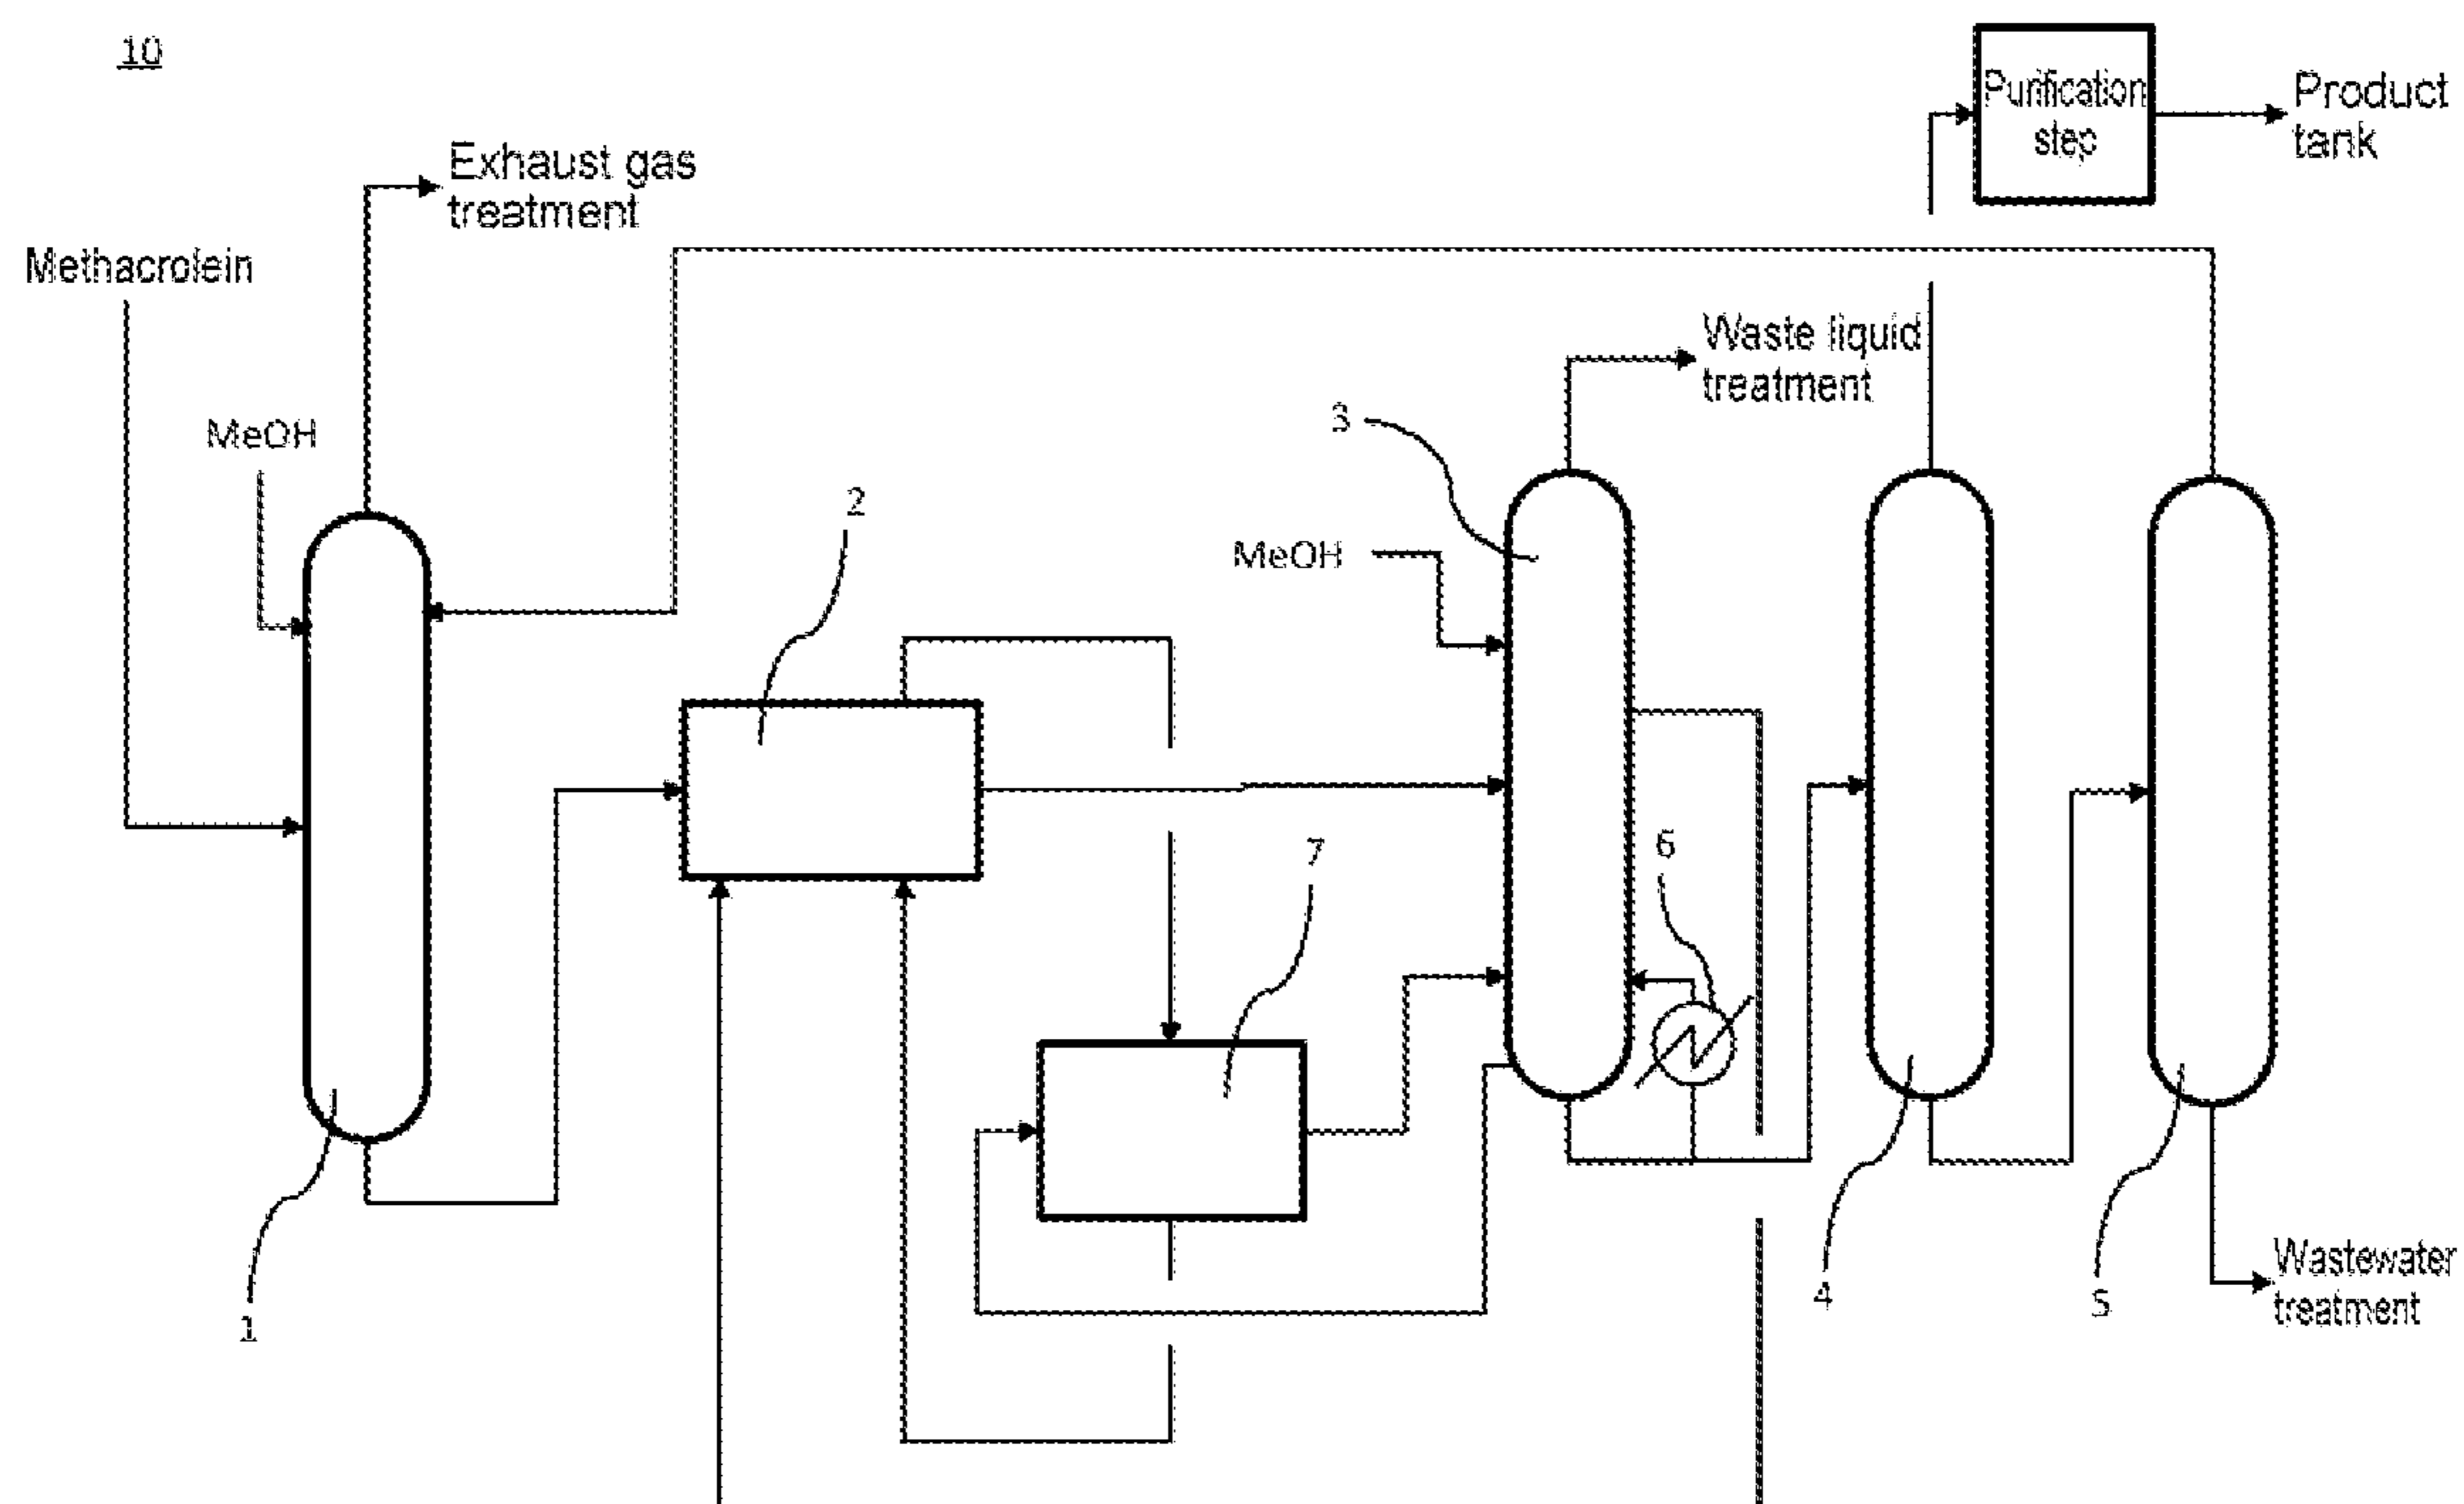 10
Purification
step
Product
tank
Exhaust gas
treatment
Methacrolein
Waste liquid
treatment
3
MeOH
2
MeOH
7
6
Wastewater
treatment
4
5
1